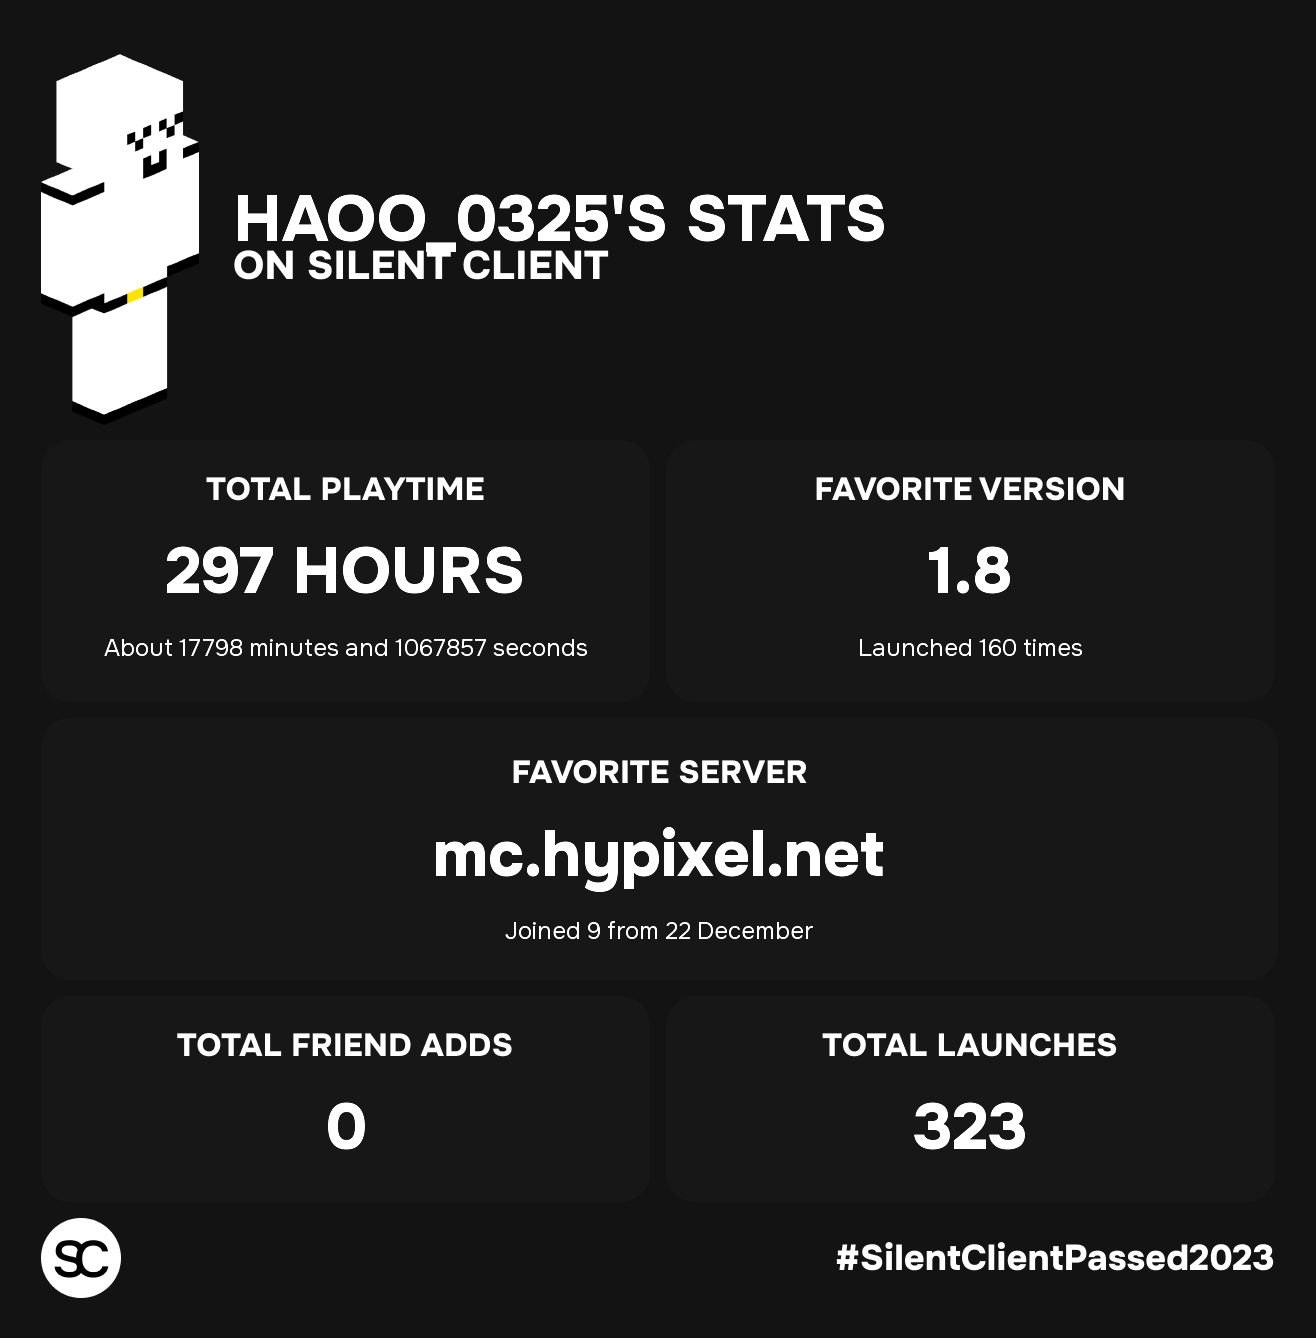 HAOO_0325'S STATS
ON SILENT CLIENT
TOTAL PLAYTIME
297 HOURS
About 17798 minutes and 1067857 seconds
FAVORITE VERSION
1.8
Launched 160 times
FAVORITE SERVER
mc.hypixel.net
Joined 9 from 22 December
TOTAL FRIEND ADDS
0
TOTAL LAUNCHES
323
SC
#SilentClientPassed2023